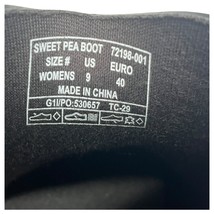 SWEET PEA BOOT 72198-001
SIZE # US EURO
WOMENS 9 40
MADE IN CHINA
G1I/PO:530657 TC-29